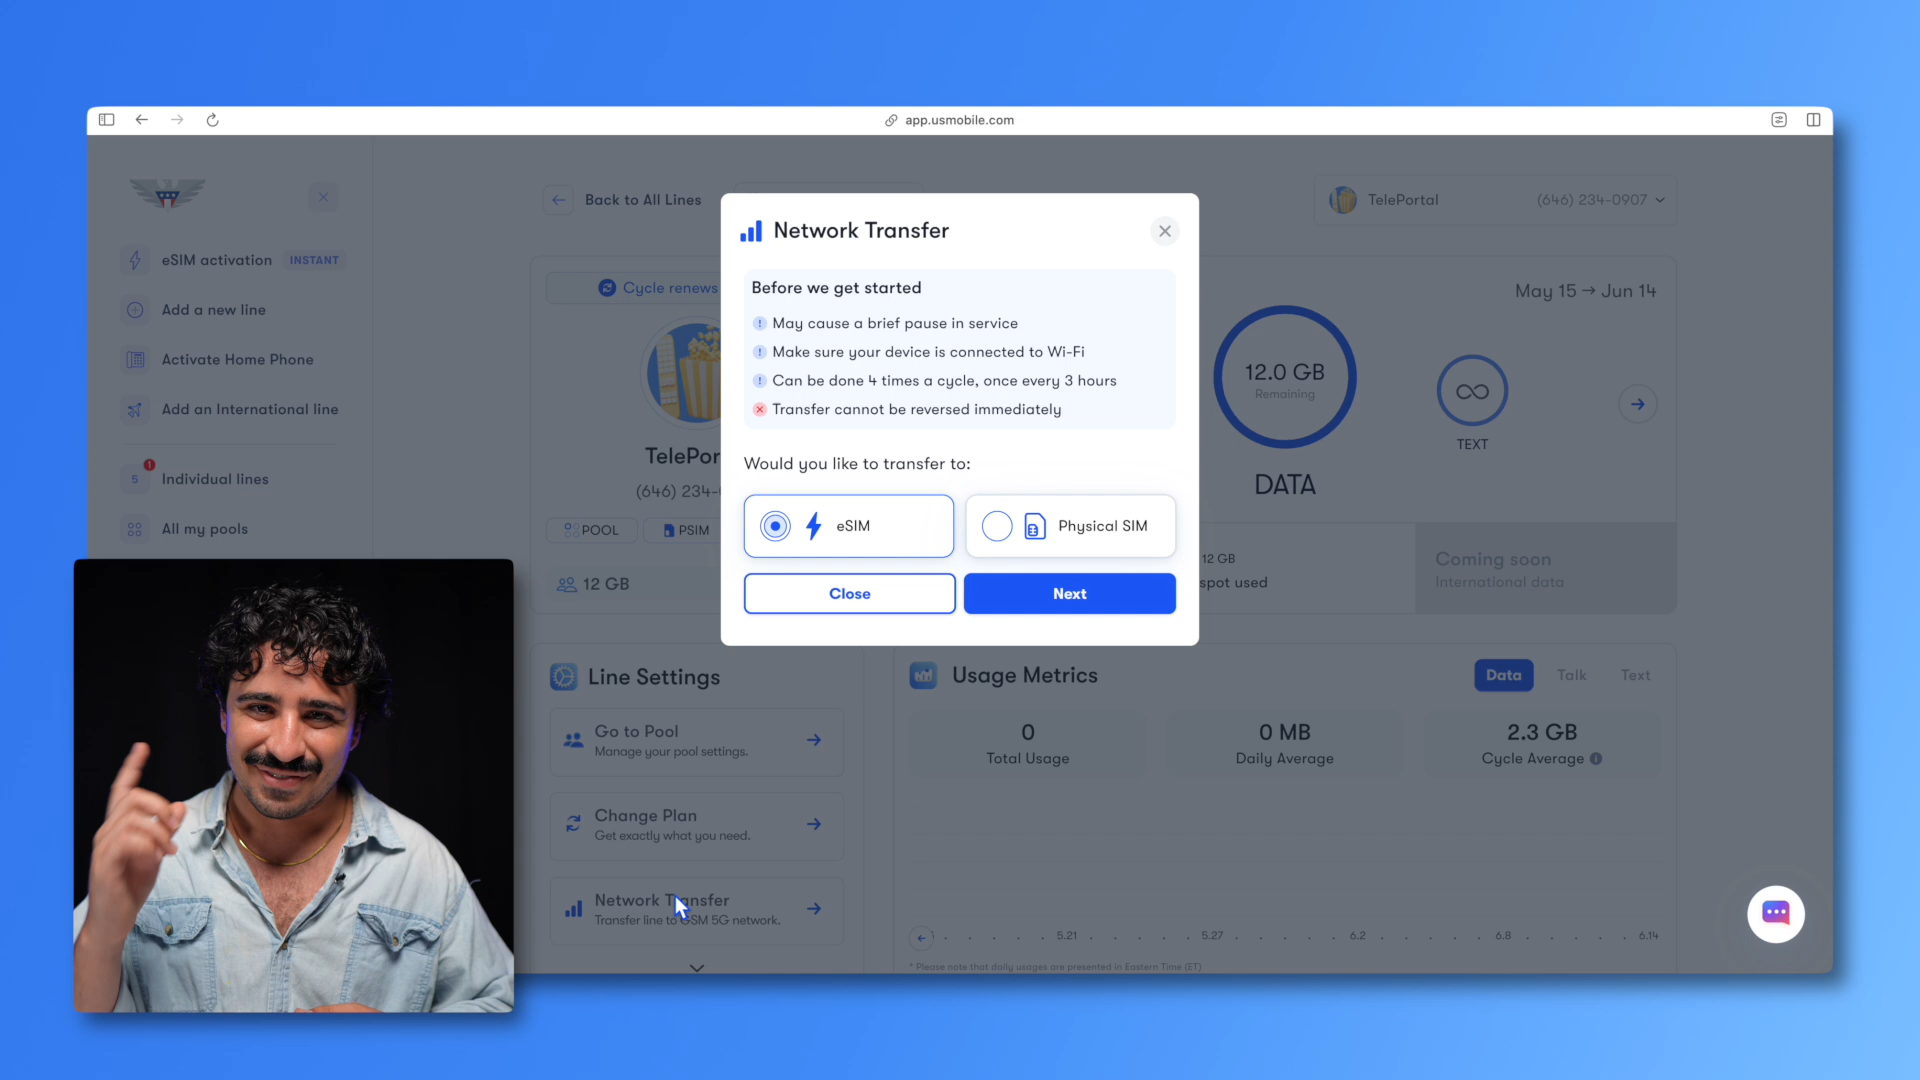 app.usmobile.com
eSIM activation INSTANT
Add a new line
Activate Home Phone
Add an International line
5 Individual lines
1
All my pools
Back to All Lines
TelePortal (646) 234-0907
Cycle renews
TelePor
(646) 234-
POOL PSIM
12 GB
Network Transfer
Before we get started
! May cause a brief pause in service
! Make sure your device is connected to Wi-Fi
! Can be done 4 times a cycle, once every 3 hours
Transfer cannot be reversed immediately
Would you like to transfer to:
eSIM
Physical SIM
Close
Next
May 15 → Jun 14
12.0 GB
Remaining
DATA
TEXT
12 GB
spot used
Coming soon
International data
Line Settings
Go to Pool
Manage your pool settings.
Change Plan
Get exactly what you need.
Network Transfer
Transfer line to GSM 5G network.
Usage Metrics
Data Talk Text
0
Total Usage
0 MB
Daily Average
2.3 GB
Cycle Average
5.21 5.27 6.2 6.8 6.14
* Please note that daily usages are presented in Eastern Time (ET)